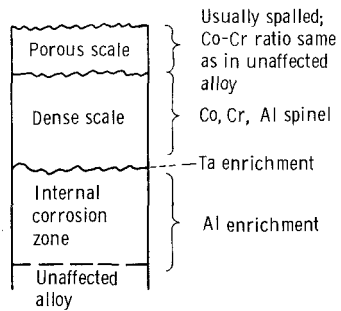 Usually spalled;
Co-Cr ratio same
as in unaffected
alloy
Porous scale
Dense scale
Co, Cr, Al spinel
Ta enrichment
Internal
corrosion
zone
Al enrichment
Unaffected
alloy